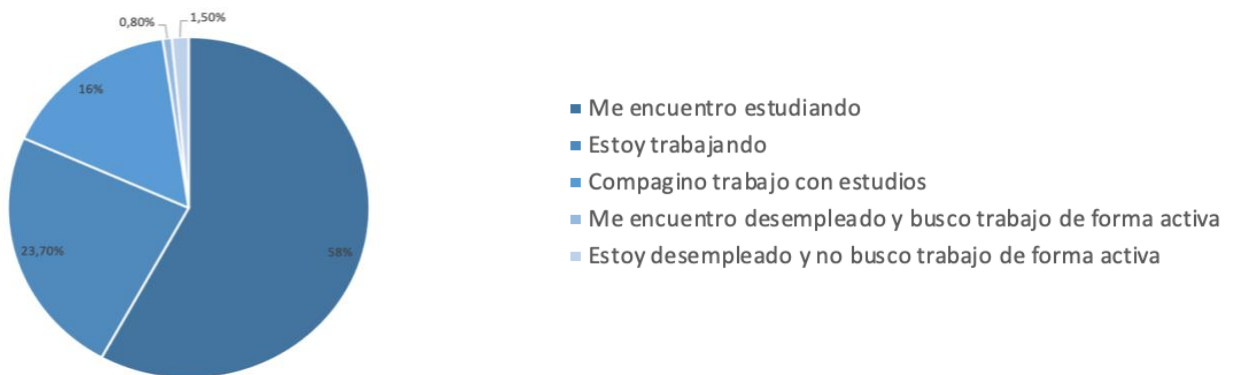 0,80%
1,50%
16%
23,70%
58%
Me encuentro estudiando
Estoy trabajando
Compagino trabajo con estudios
Me encuentro desempleado y busco trabajo de forma activa
Estoy desempleado y no busco trabajo de forma activa